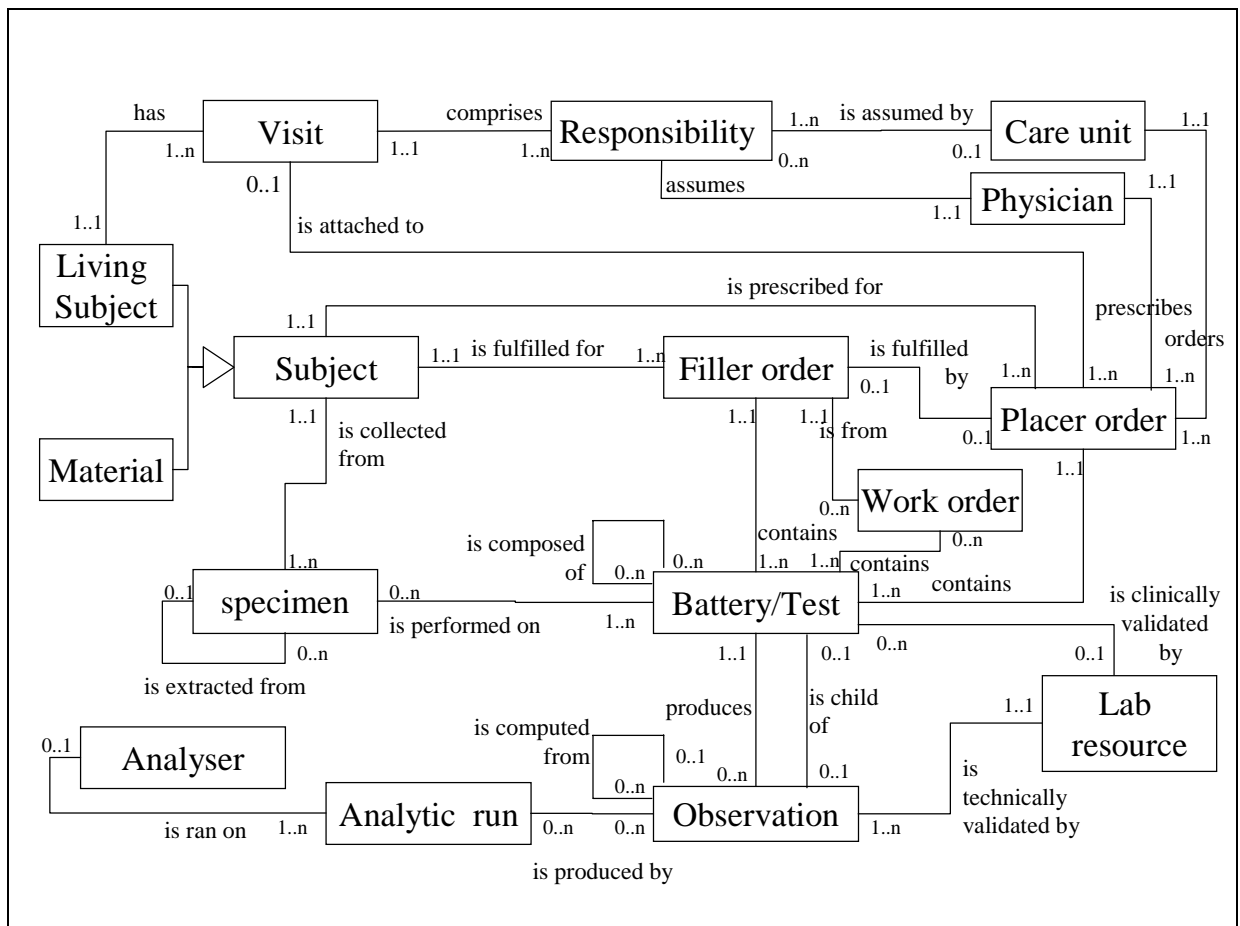 has
Visit
1..n
1..1
0..1
comprises
Responsibility
1..n
1..n
0..n
is assumed by
Care unit
0..1
1..1
assumes
1..1
Physician
1..1
is attached to
1..1
Living
Subject
is prescribed for
prescribes
orders
1..1
Subject
1..1
is fulfilled for
1..n
Filler order
is fulfilled
by
0..1
1..n
1..n
1..n
0..1
Placer order
1..n
1..1
1..1
is collected
from
1..1
1..1
is from
Material
0..n
Work order
0..n
is composed
of
0..n
0..n
contains
1..n
1..n
contains
contains
1..n
0..1
specimen
0..n
is performed on
1..n
Battery/Test
0..n
is clinically
validated
by
0..1
1..n
0..n
is extracted from
1..1
0..1
produces
is child
of
1..1
Lab
resource
0..1
Analyser
is computed
from
0..1
0..n
0..n
0..1
is
technically
validated by
is ran on
1..n
Analytic run
0..n
0..n
Observation
1..n
is produced by